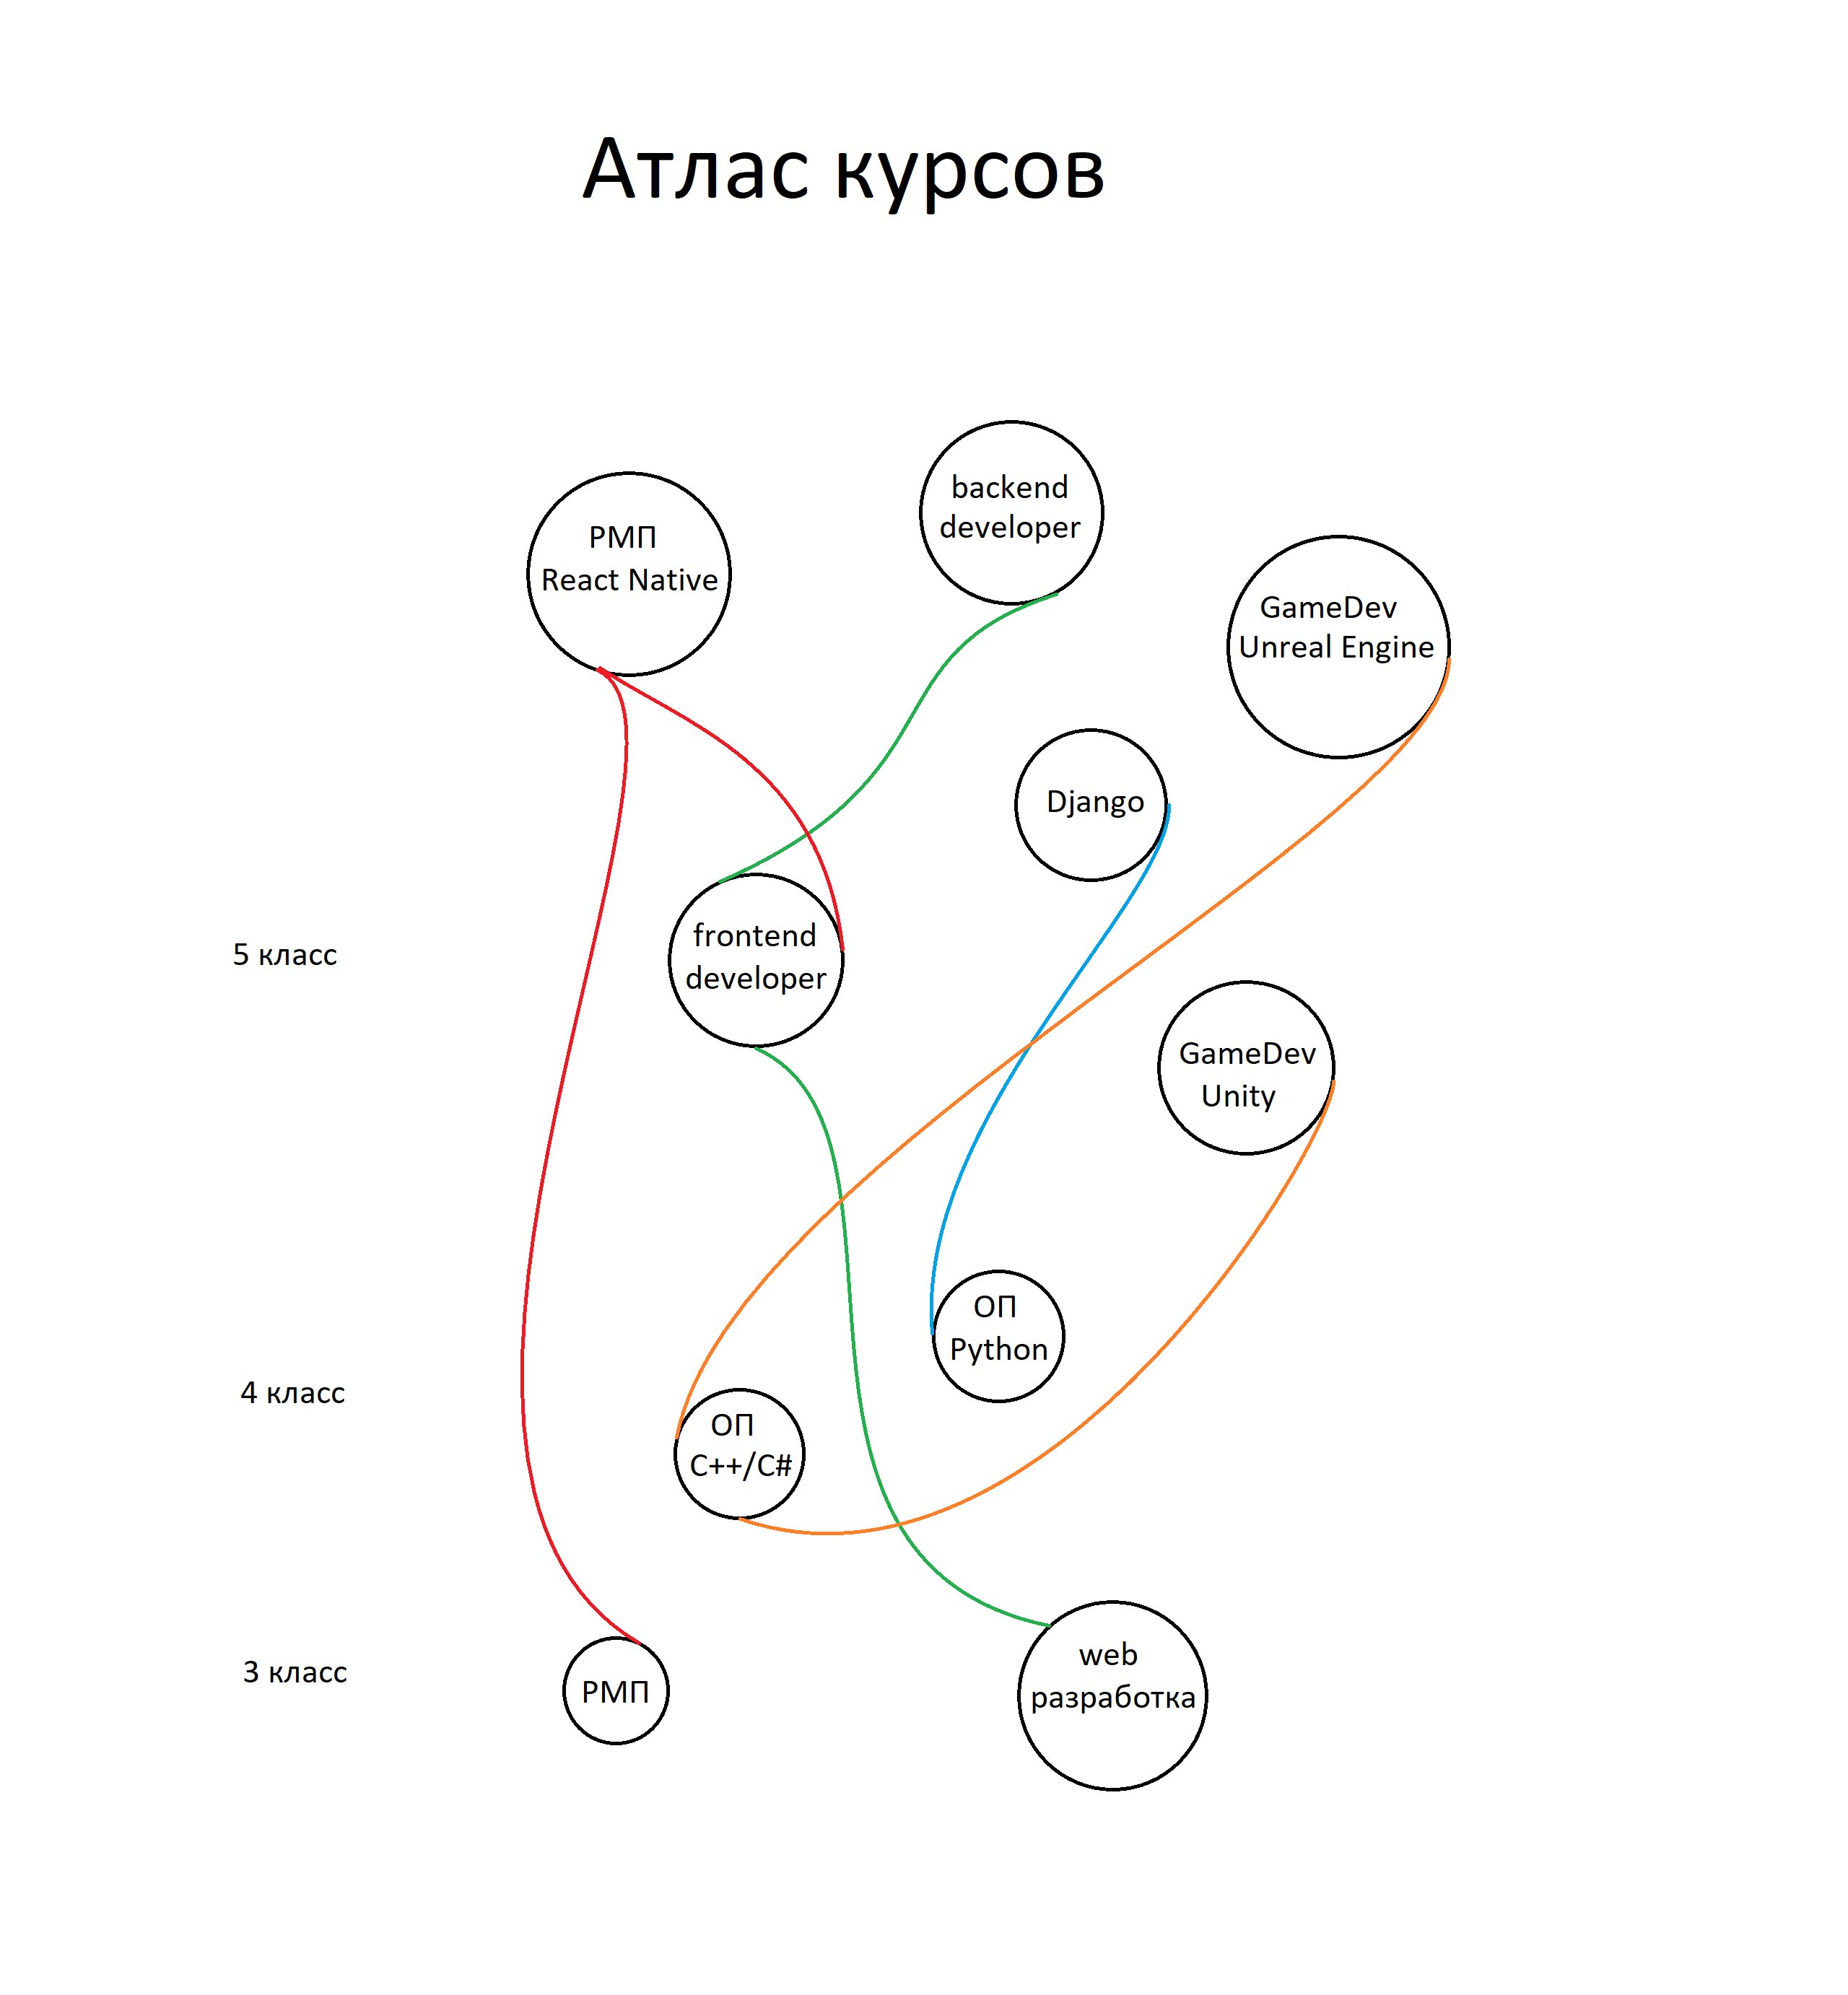 Атлас курсов
backend
developer
РМП
React Native
GameDev
Unreal Engine
Django
frontend
developer
5 класс
GameDev
Unity
ОП
Python
4 класс
ОП
C++/C#
web
разработка
3 класс
РМП